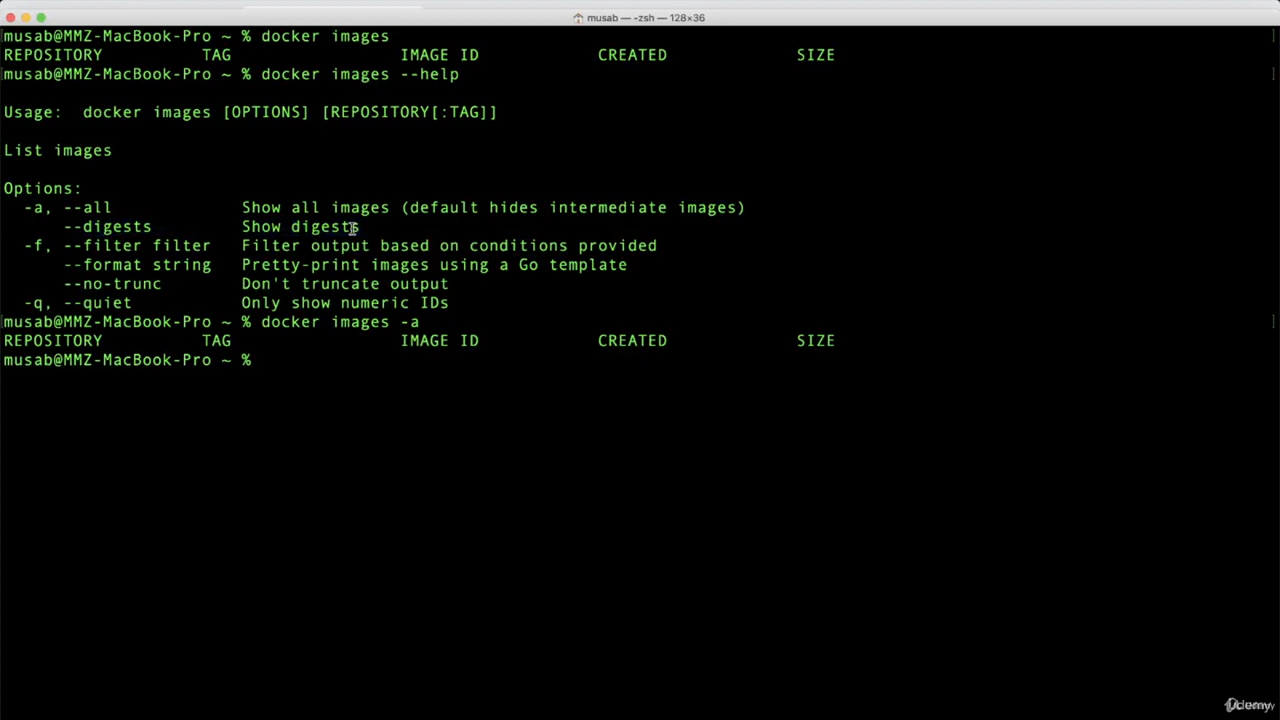 musab — -zsh — 128×36
musab@MMZ-MacBook-Pro ~ % docker images
REPOSITORY          TAG                 IMAGE ID            CREATED             SIZE
musab@MMZ-MacBook-Pro ~ % docker images --help

Usage:  docker images [OPTIONS] [REPOSITORY[:TAG]]

List images

Options:
  -a, --all             Show all images (default hides intermediate images)
      --digests         Show digests
  -f, --filter filter   Filter output based on conditions provided
      --format string   Pretty-print images using a Go template
      --no-trunc        Don't truncate output
  -q, --quiet           Only show numeric IDs
musab@MMZ-MacBook-Pro ~ % docker images -a
REPOSITORY          TAG                 IMAGE ID            CREATED             SIZE
musab@MMZ-MacBook-Pro ~ %